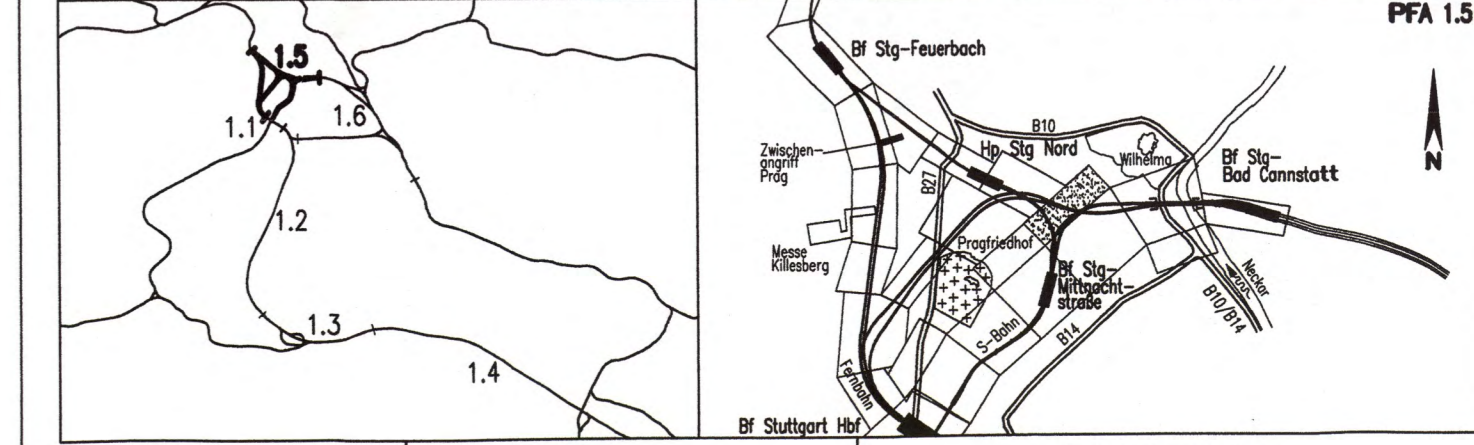 1.5
1.6
1.1
1.2
1.3
1.4
PFA 1.5
Bf Stg-Feuerbach
B10
Zwischen-
angriff
Prag
Hp Stg Nord
Wilhelma
Bf Stg-
Bad Cannstatt
N
B27
Messe
Killesberg
Pragfriedhof
Bf Stg-
Mittnacht-
straße
Neckar
B10/B14
S-Bahn
B14
Fernbahn
Bf Stuttgart Hbf